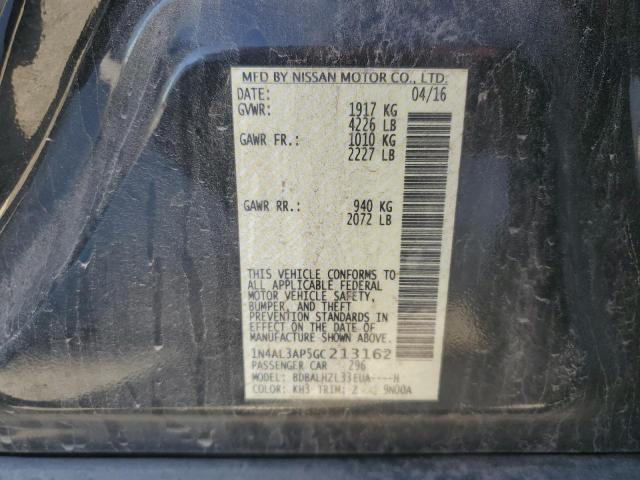 MFD BY NISSAN MOTOR CO., LTD.
DATE: 04/16
GVWR: 1917 KG
4226 LB
GAWR FR.: 1010 KG
2227 LB
GAWR RR.: 940 KG
2072 LB
THIS VEHICLE CONFORMS TO
ALL APPLICABLE FEDERAL
MOTOR VEHICLE SAFETY,
BUMPER, AND THEFT
PREVENTION STANDARDS IN
EFFECT ON THE DATE OF
MANUFACTURE SHOWN ABOVE.
1N4AL3AP5GC213162
PASSENGER CAR 296
MODEL: BDBALHZL33EUA----H
COLOR: KH3 TRIM: 9N00A